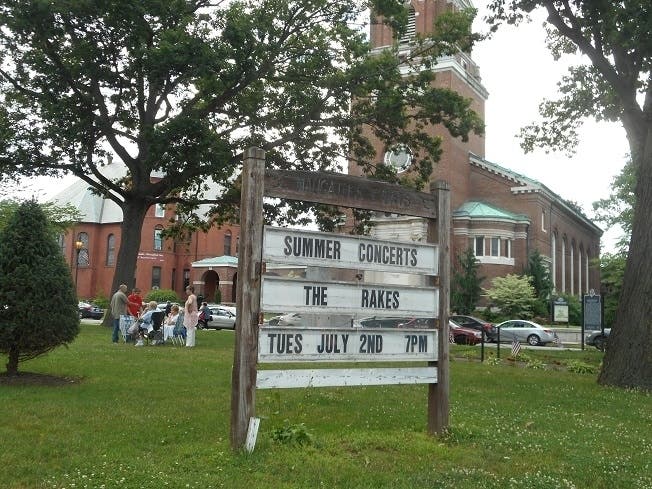 SUMMER CONCERTS
THE RAKES
TUES JULY 2ND 7PM